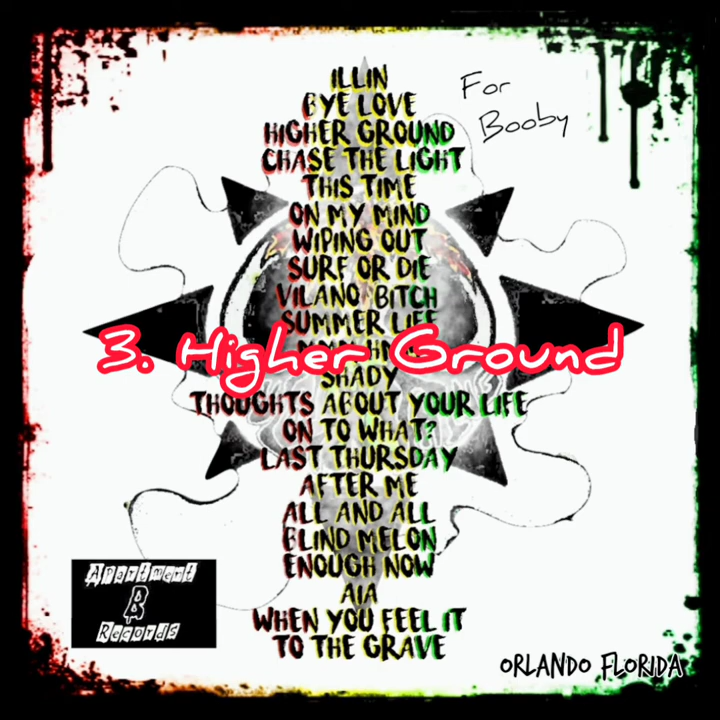 ILLIN
BYE LOVE
HIGHER GROUND
CHASE THE LIGHT
THIS TIME
ON MY MIND
WIPING OUT
SURF OR DIE
VILANO BITCH
SUMMER LIFE
SHADY
THOUGHTS ABOUT YOUR LIFE
ON TO WHAT?
LAST THURSDAY
AFTER ME
ALL AND ALL
BLIND MELON
ENOUGH NOW
AIA
WHEN YOU FEEL IT
TO THE GRAVE
For
Booby
3. Higher Ground
Apartment
B
Records
ORLANDO FLORIDA